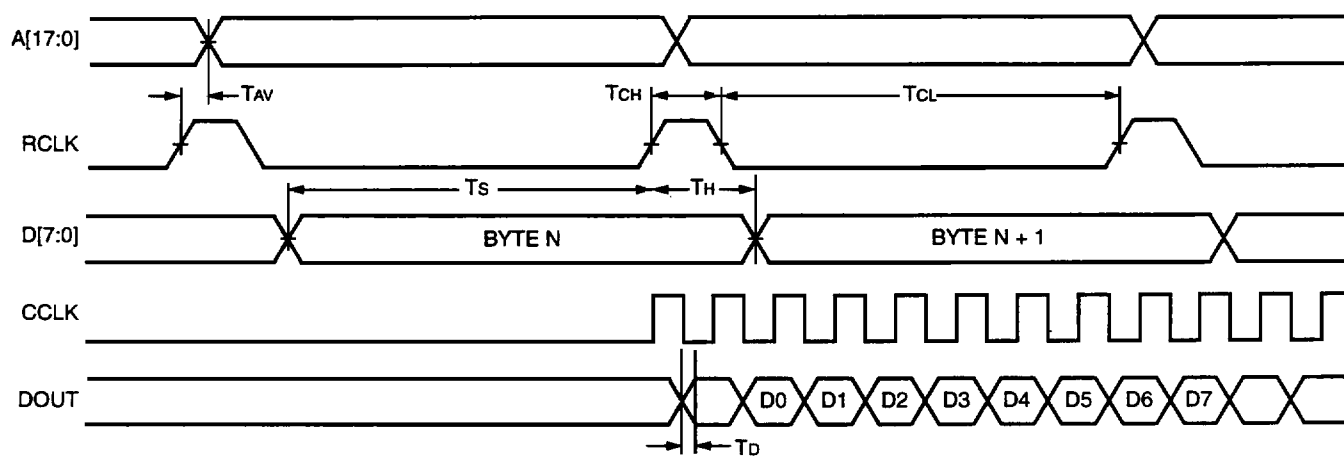 A[17:0]
TAV
TCH
TCL
RCLK
TS
TH
D[7:0]
BYTE N
BYTE N + 1
CCLK
DOUT
D0 D1 D2 D3 D4 D5 D6 D7
TD